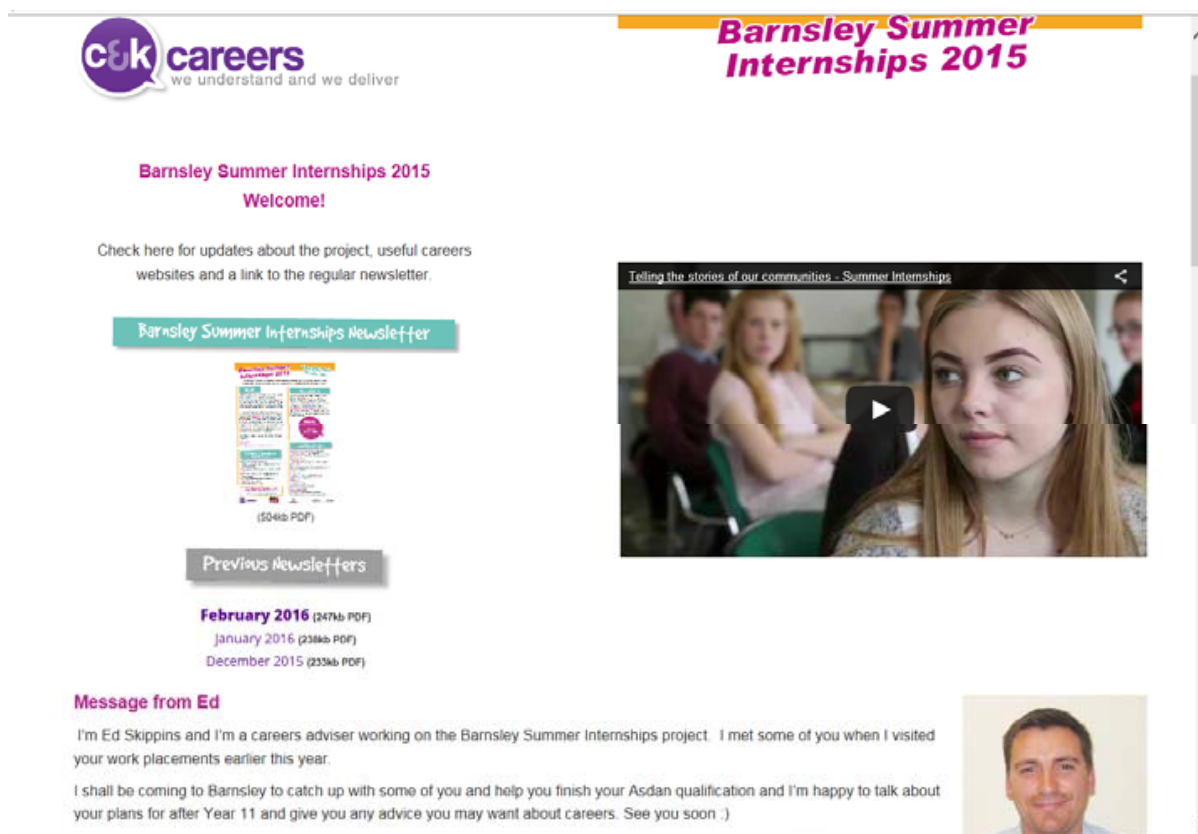 c&k careers
we understand and we deliver
Barnsley Summer
Internships 2015
Barnsley Summer Internships 2015
Welcome!
Check here for updates about the project, useful careers
websites and a link to the regular newsletter.
Barnsley Summer Internships Newsletter
(504kb PDF)
Previous Newsletters
February 2016 (247kb PDF)
January 2016 (238kb PDF)
December 2015 (233kb PDF)
Telling the stories of our communities - Summer Internships
Message from Ed
I'm Ed Skippins and I'm a careers adviser working on the Barnsley Summer Internships project. I met some of you when I visited
your work placements earlier this year.
I shall be coming to Barnsley to catch up with some of you and help you finish your Asdan qualification and I'm happy to talk about
your plans for after Year 11 and give you any advice you may want about careers. See you soon :)